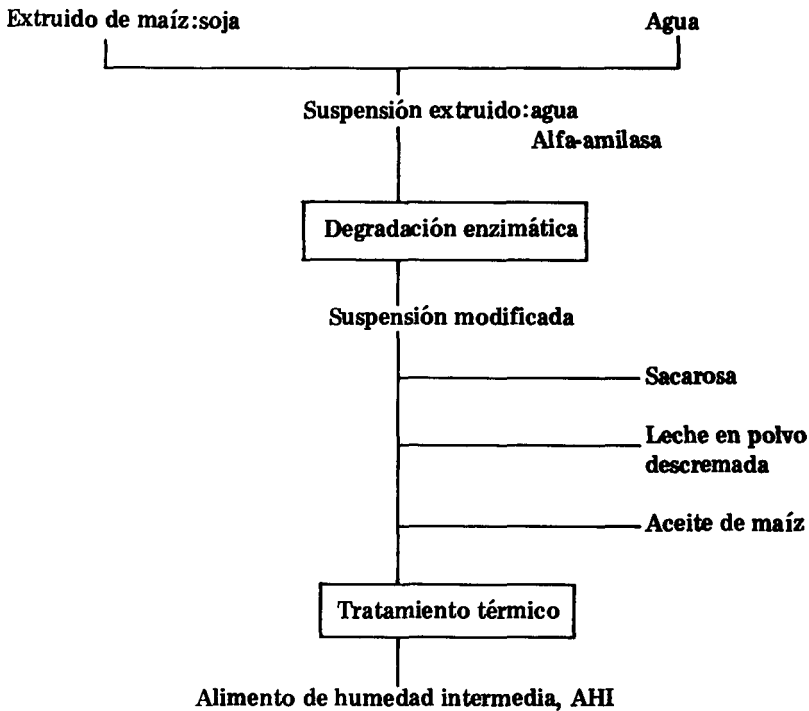 Extruido de maíz:soja
Agua
Suspensión extruido:agua
Alfa-amilasa
Degradación enzimática
Suspensión modificada
Sacarosa
Leche en polvo
descremada
Aceite de maíz
Tratamiento térmico
Alimento de humedad intermedia, AHI